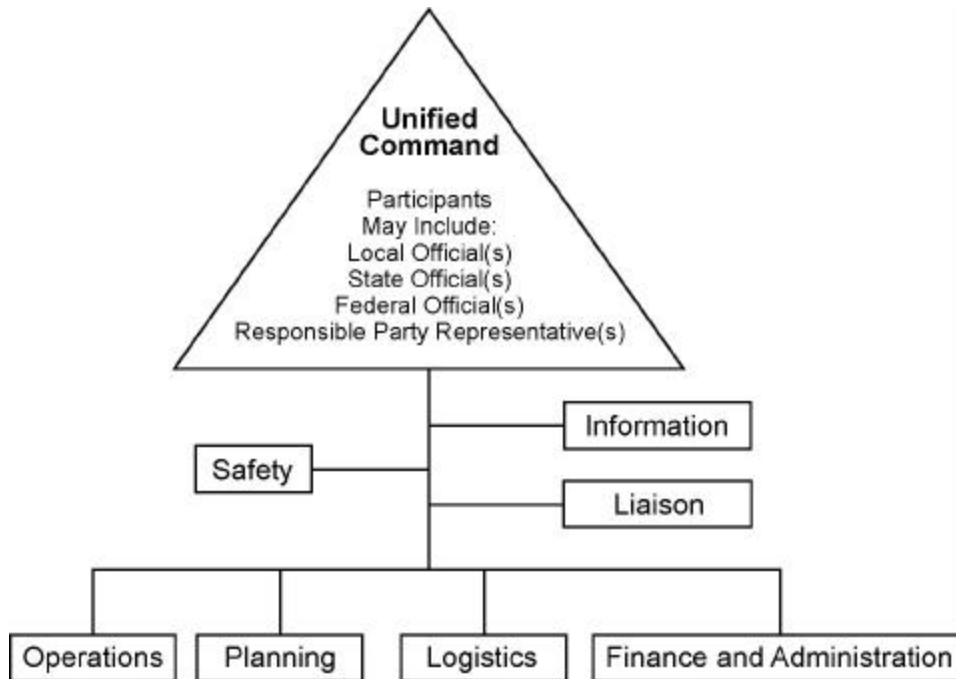 Unified
Command
Participants
May Include:
Local Official(s)
State Official(s)
Federal Official(s)
Responsible Party Representative(s)
Information
Safety
Liaison
Operations
Planning
Logistics
Finance and Administration